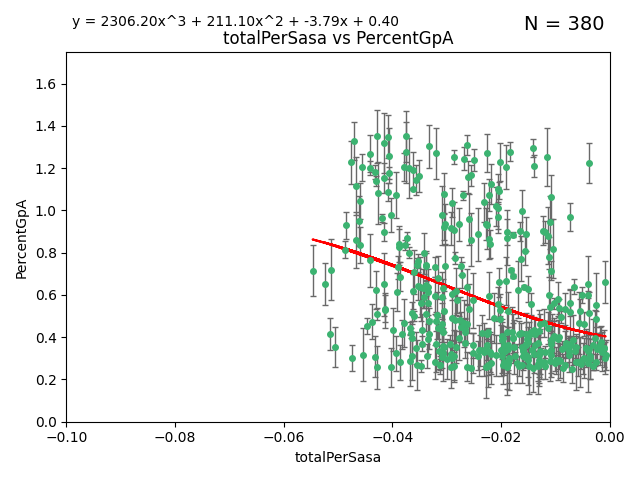 y = 2306.20x^3 + 211.10x^2 + -3.79x + 0.40
N = 380
totalPerSasa vs PercentGpA
PercentGpA
1.6
1.4
1.2
1.0
0.8
0.6
0.4
0.2
0.0
−0.10 −0.08 −0.06 −0.04 −0.02 0.00
totalPerSasa